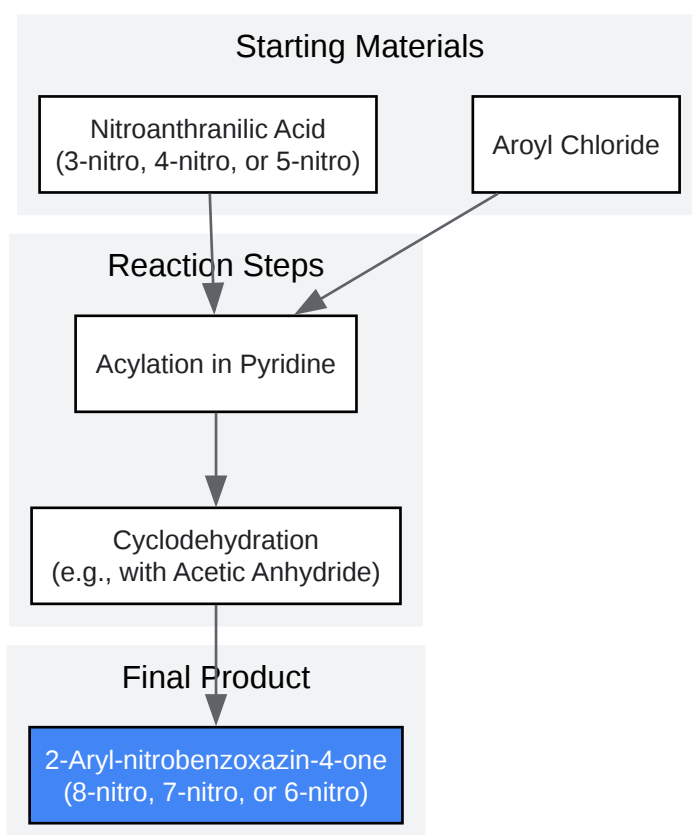 Starting Materials
Nitroanthranilic Acid
(3-nitro, 4-nitro, or 5-nitro)
Aroyl Chloride
Reaction Steps
Acylation in Pyridine
Cyclodehydration
(e.g., with Acetic Anhydride)
Final Product
2-Aryl-nitrobenzoxazin-4-one
(8-nitro, 7-nitro, or 6-nitro)